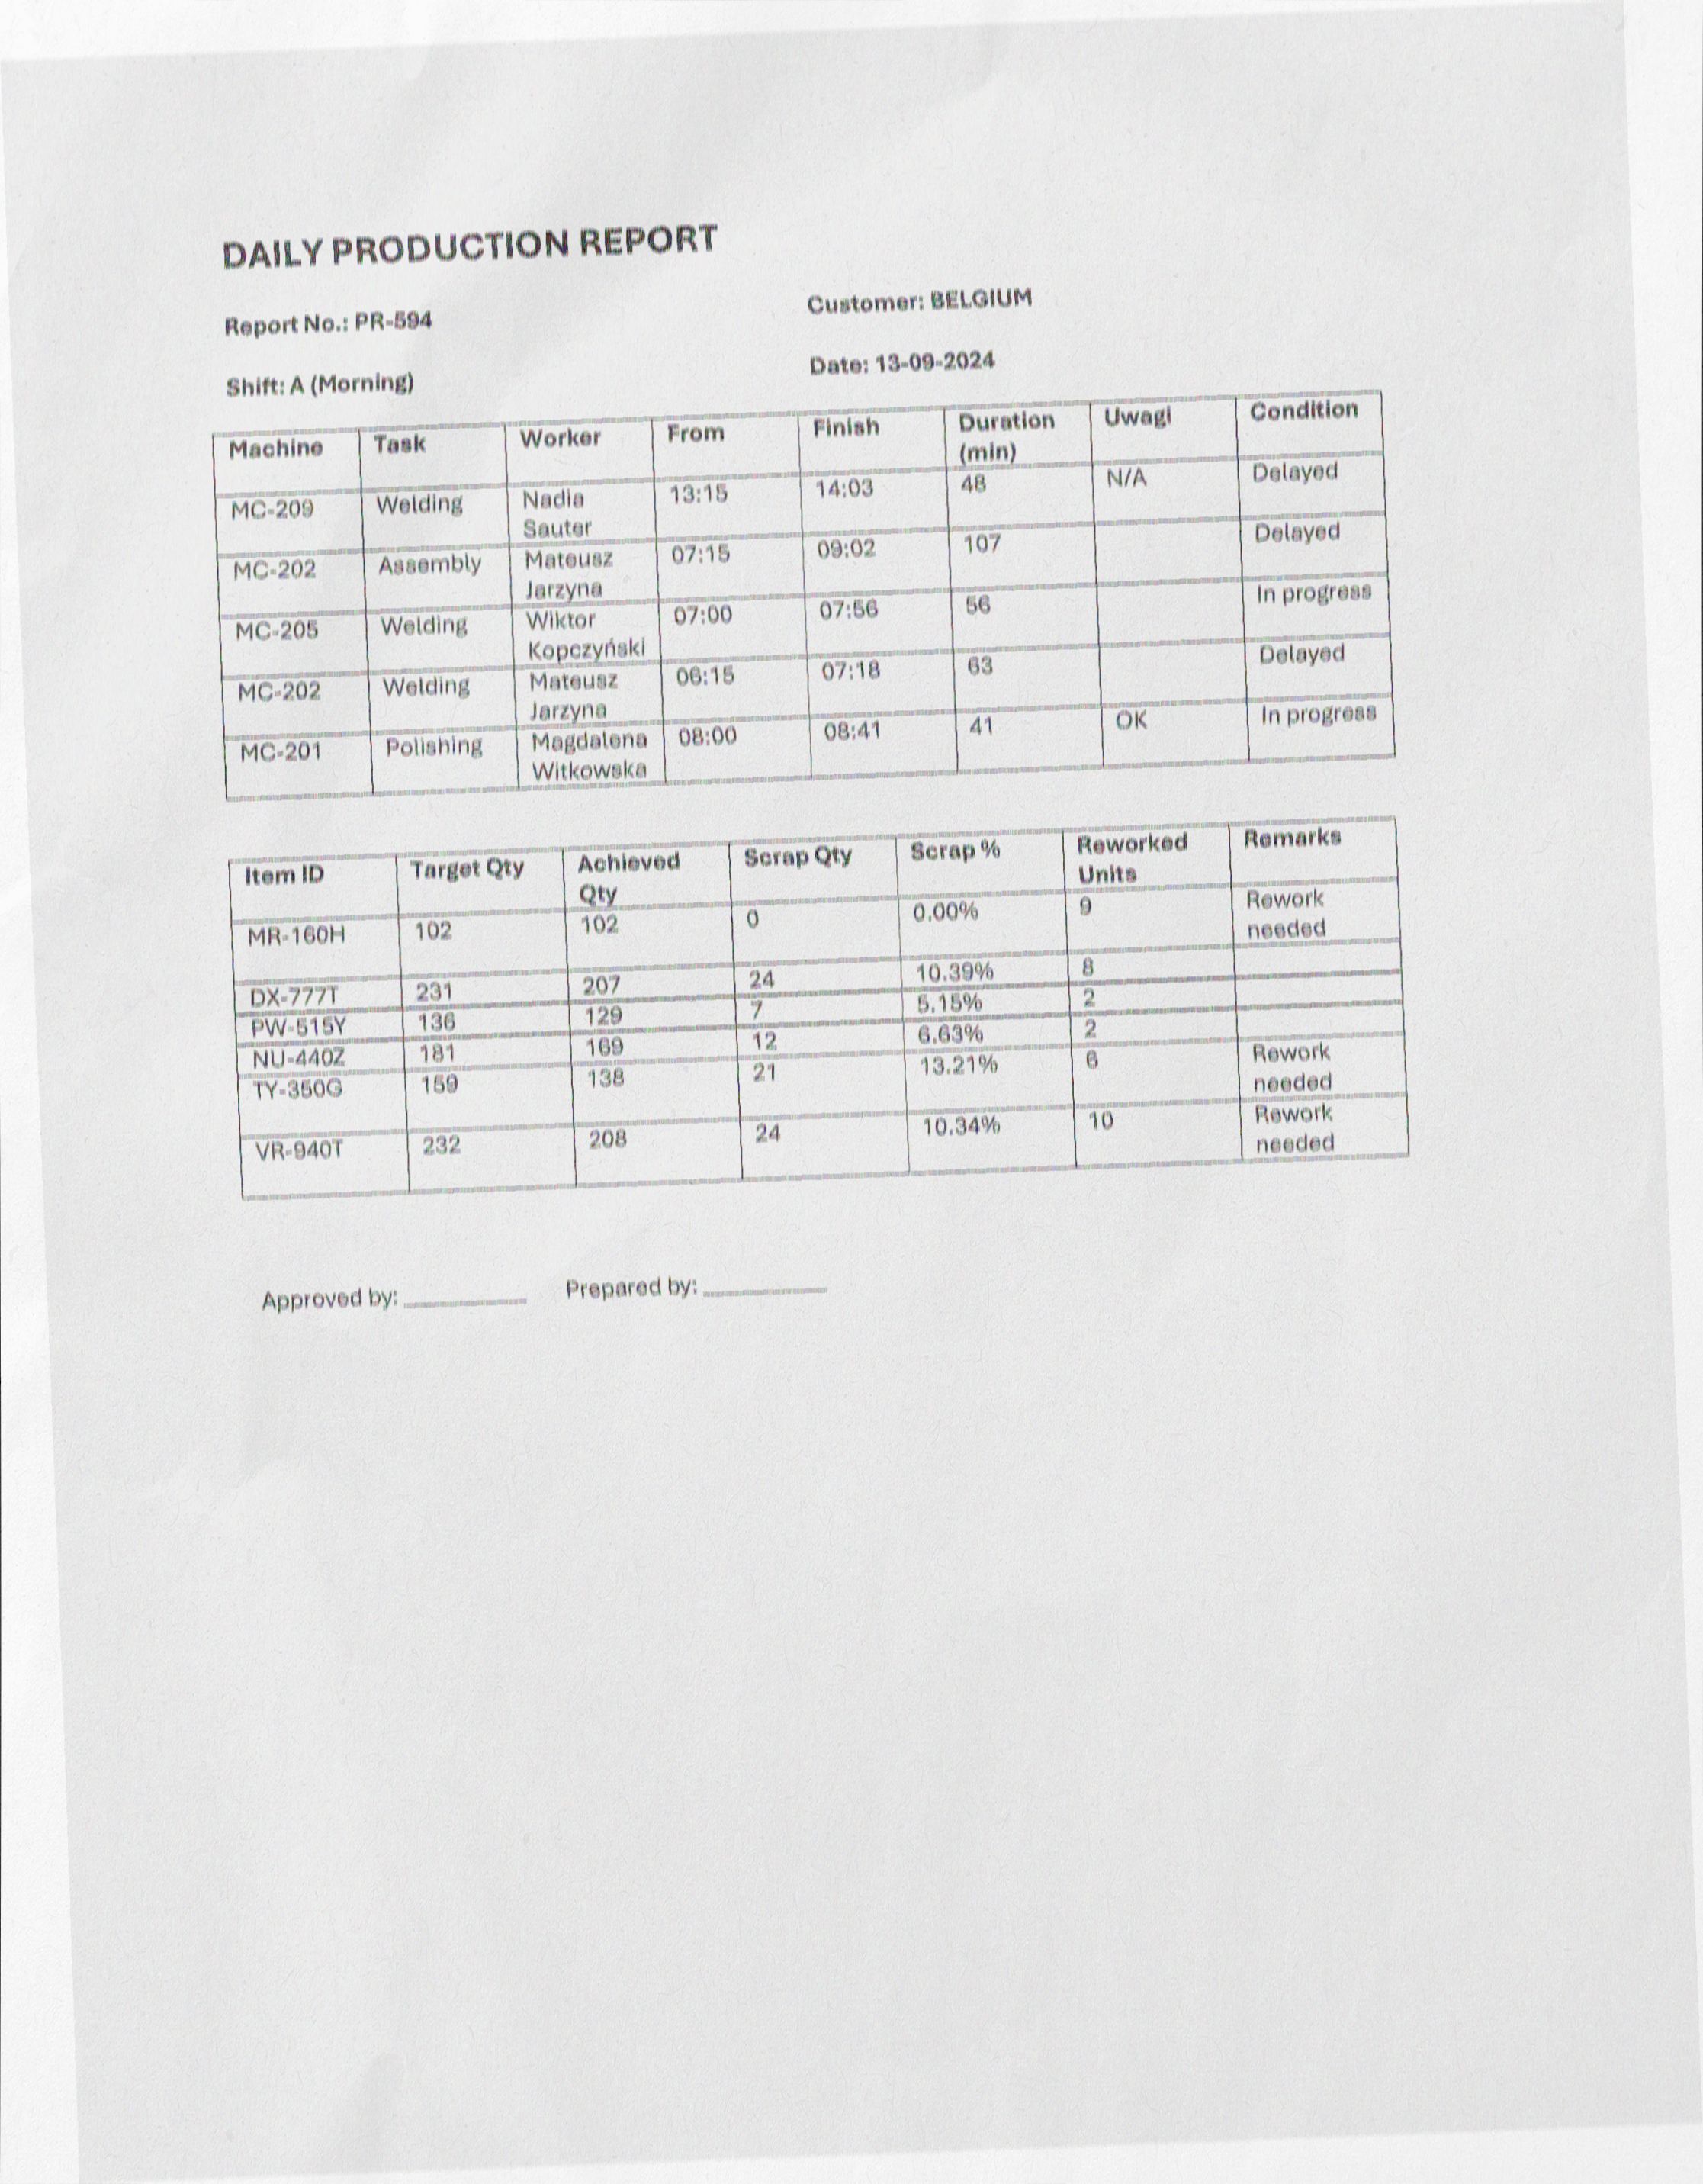 DAILY PRODUCTION REPORT
Report No.: PR-594
Customer: BELGIUM
Shift: A (Morning)
Date: 13-09-2024
Machine Task Worker From Finish Duration (min) Uwagi Condition
MC-209 Welding Nadia Sauter 13:15 14:03 48 N/A Delayed
MC-202 Assembly Mateusz Jarzyna 07:15 09:02 107 Delayed
MC-205 Welding Wiktor Kopczyński 07:00 07:56 56 In progress
MC-202 Welding Mateusz Jarzyna 06:15 07:18 63 Delayed
MC-201 Polishing Magdalena Witkowska 08:00 08:41 41 OK In progress
Item ID Target Qty Achieved Qty Scrap Qty Scrap % Reworked Units Remarks
MR-160H 102 102 0 0.00% 9 Rework needed
DX-777T 231 207 24 10.39% 8
PW-515Y 136 129 7 5.15% 2
NU-440Z 181 169 12 6.63% 2
TY-350G 159 138 21 13.21% 6 Rework needed
VR-940T 232 208 24 10.34% 10 Rework needed
Approved by: __________ Prepared by: __________